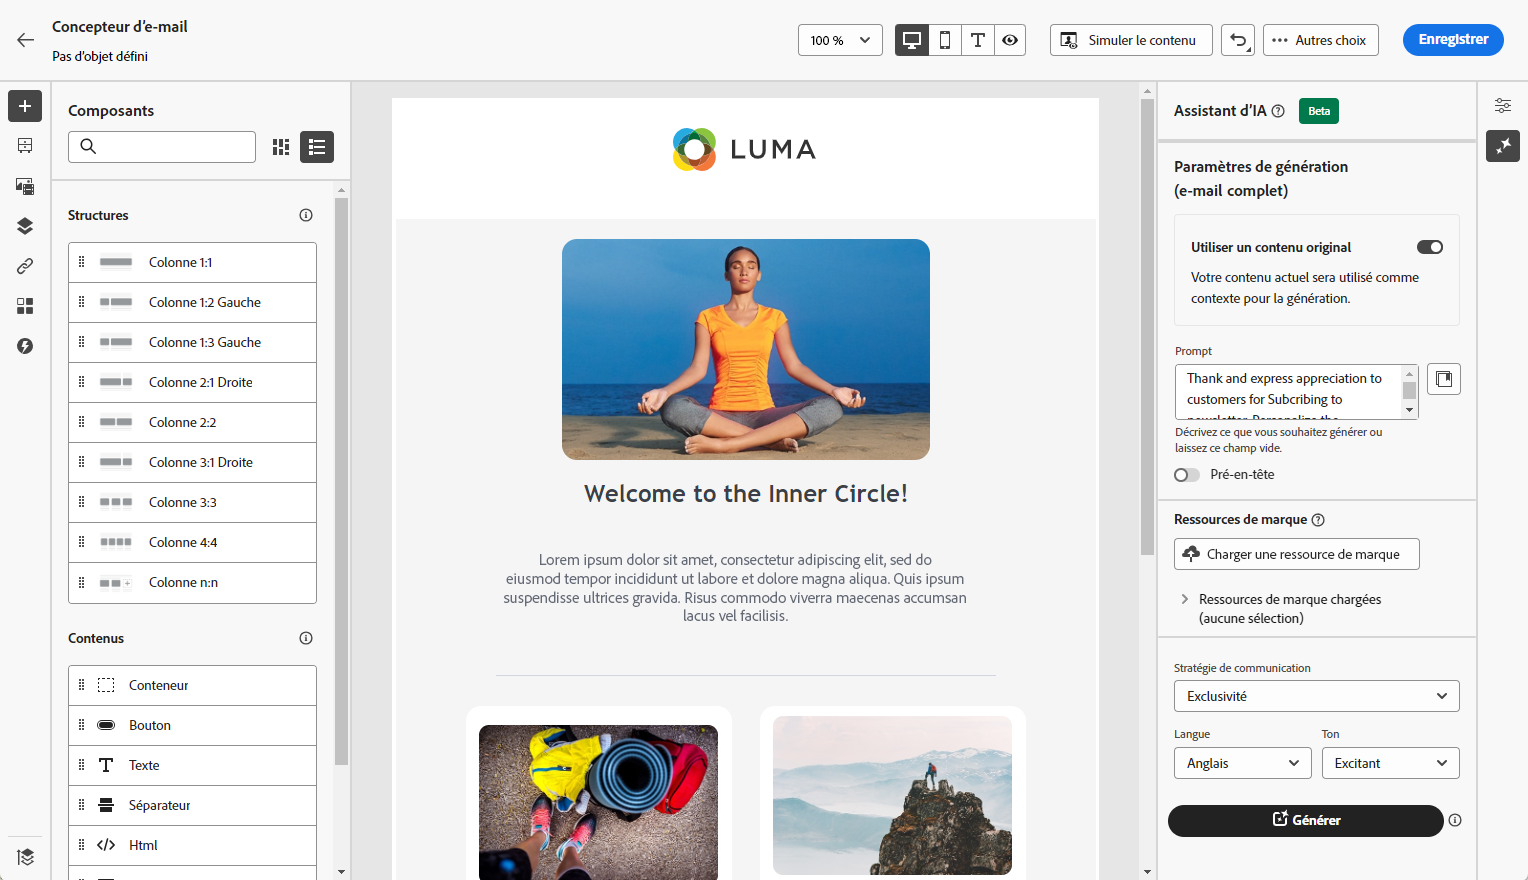 Concepteur d'e-mail
Pas d'objet défini
100 %
Simuler le contenu
Autres choix
Enregistrer
Composants
Structures
Colonne 1:1
Colonne 1:2 Gauche
Colonne 1:3 Gauche
Colonne 2:1 Droite
Colonne 2:2
Colonne 3:1 Droite
Colonne 3:3
Colonne 4:4
Colonne n:n
Contenus
Conteneur
Bouton
Texte
Séparateur
Html
LUMA
Welcome to the Inner Circle!
Lorem ipsum dolor sit amet, consectetur adipiscing elit, sed do
eiusmod tempor incididunt ut labore et dolore magna aliqua. Quis ipsum
suspendisse ultrices gravida. Risus commodo viverra maecenas accumsan
lacus vel facilisis.
Assistant d'IA
Beta
Paramètres de génération
(e-mail complet)
Utiliser un contenu original
Votre contenu actuel sera utilisé comme
contexte pour la génération.
Prompt
Thank and express appreciation to
customers for Subcribing to
newsletter. Personalize the
Décrivez ce que vous souhaitez générer ou
laissez ce champ vide.
Pré-en-tête
Ressources de marque
Charger une ressource de marque
Ressources de marque chargées
(aucune sélection)
Stratégie de communication
Exclusivité
Langue
Ton
Anglais
Excitant
Générer